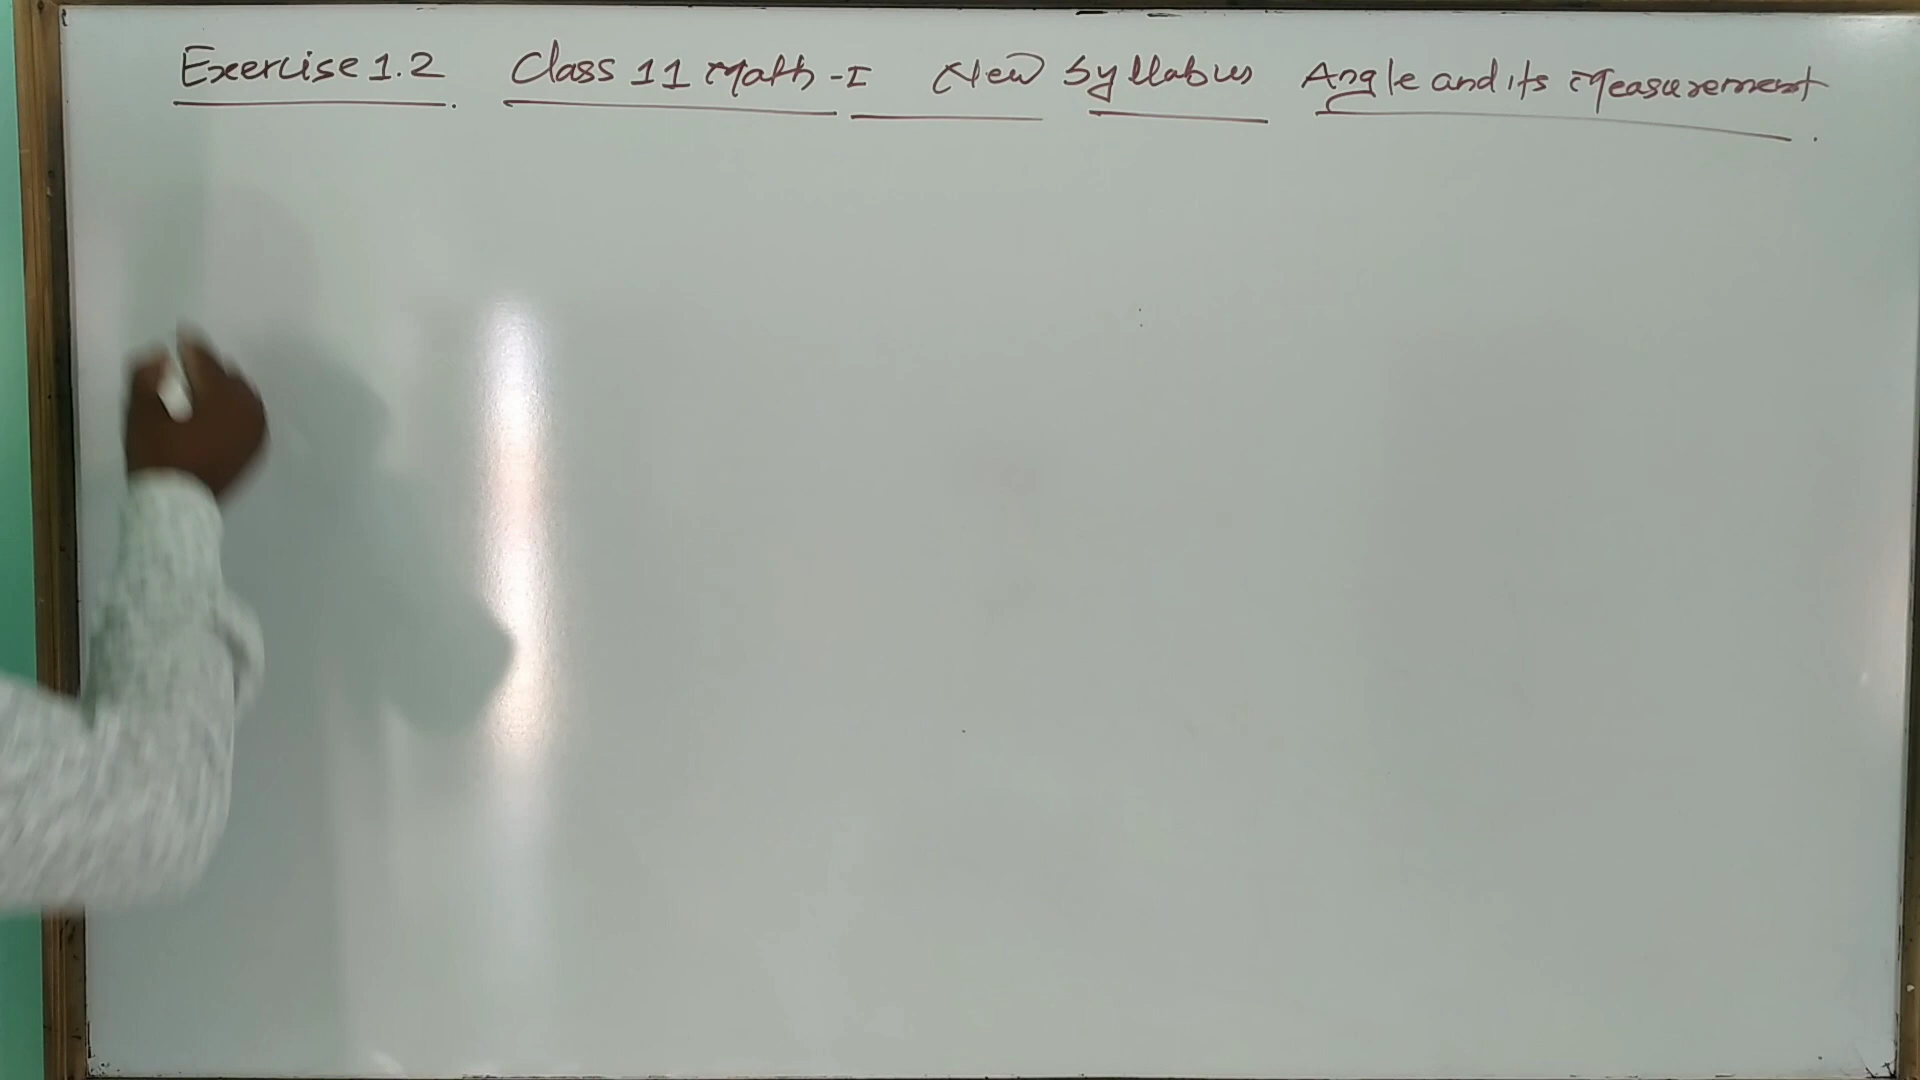 Exercise 1.2. Class 11 Math -I New Syllabus Angle and its Measurement.